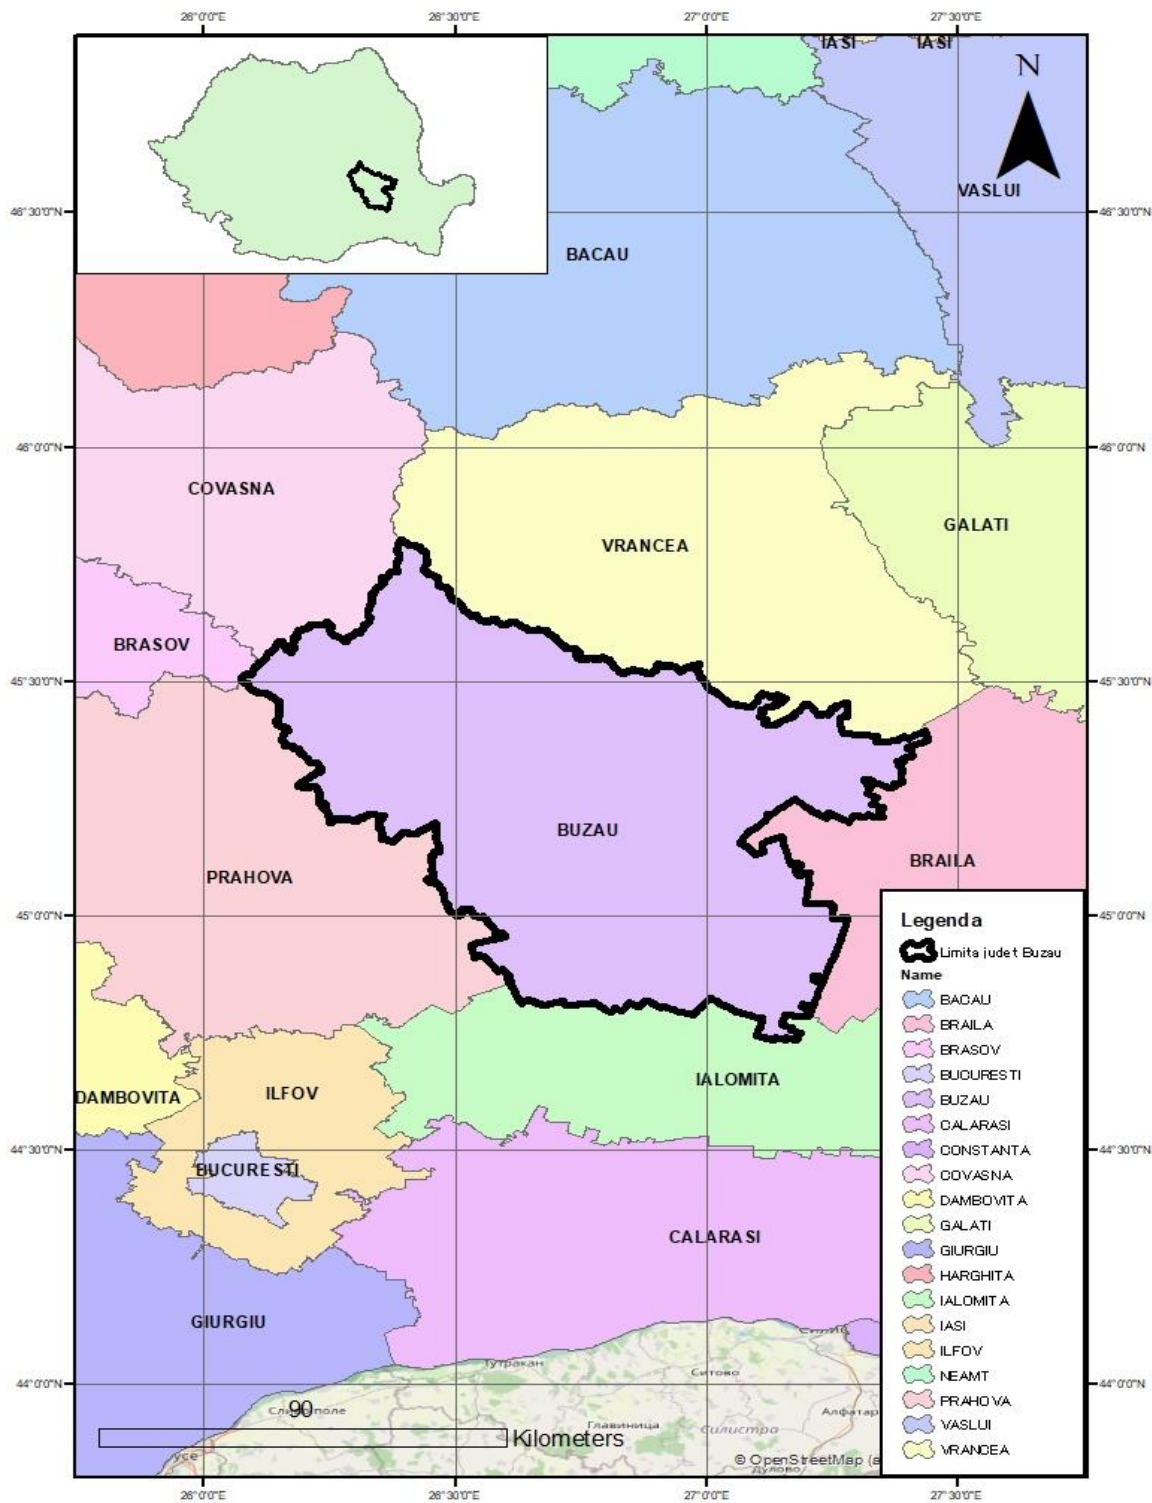 26°0'0"E 26°30'0"E 27°0'0"E 27°30'0"E
IASI IASI
N
VASLUI
46°30'0"N 46°30'0"N
BACAU
46°0'0"N 46°0'0"N
COVASNA
GALATI
VRANCEA
BRASOV
45°30'0"N 45°30'0"N
BUZAU
BRAILA
PRAHOVA
45°0'0"N 45°0'0"N
IALOMITA
ILFOV
DAMBOVITA
44°30'0"N 44°30'0"N
BUCURESTI
CALARASI
GIURGIU
Тутракан
Ситово
44°0'0"N 44°0'0"N
90
Kilometers
Главиница
Силистра
Алфатар
усе
© OpenStreetMap (a
Дулово
Legenda
Limita judet Buzau
Name
BACAU
BRAILA
BRASOV
BUCURESTI
BUZAU
CALARASI
CONSTANTA
COVASNA
DAMBOVITA
GALATI
GIURGIU
HARGHITA
IALOMITA
IASI
ILFOV
NEAMT
PRAHOVA
VASLUI
VRANCEA
26°0'0"E 26°30'0"E 27°0'0"E 27°30'0"E